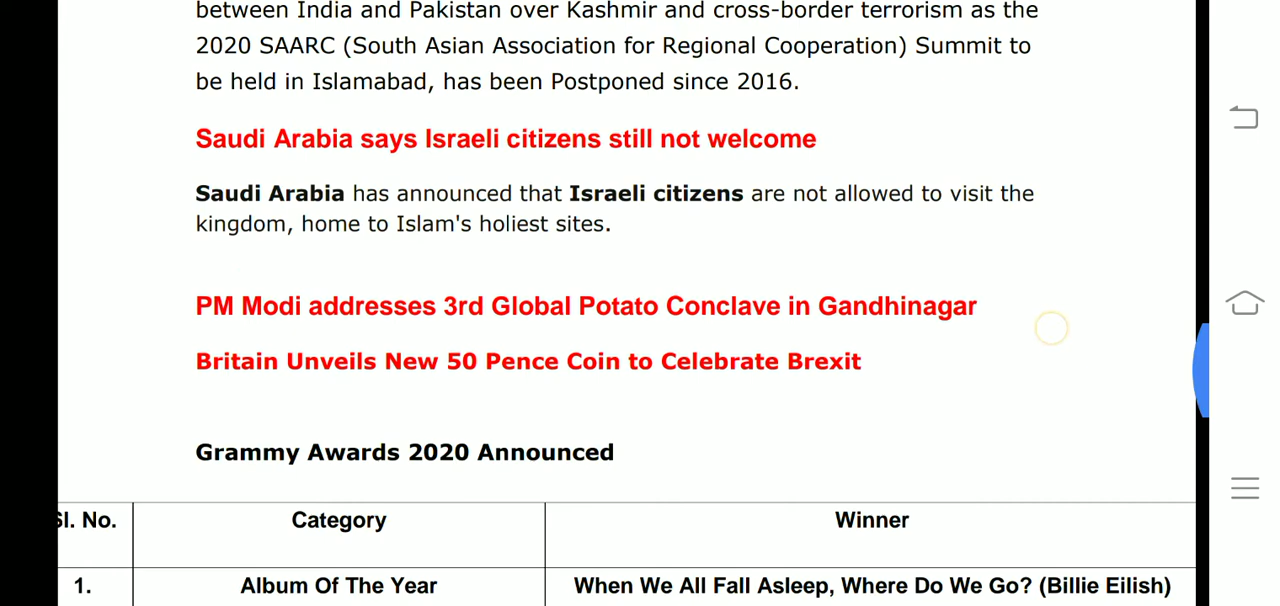 between India and Pakistan over Kashmir and cross-border terrorism as the
2020 SAARC (South Asian Association for Regional Cooperation) Summit to
be held in Islamabad, has been Postponed since 2016.
Saudi Arabia says Israeli citizens still not welcome
Saudi Arabia has announced that Israeli citizens are not allowed to visit the
kingdom, home to Islam's holiest sites.
PM Modi addresses 3rd Global Potato Conclave in Gandhinagar
Britain Unveils New 50 Pence Coin to Celebrate Brexit
Grammy Awards 2020 Announced
Sl. No. Category Winner
1. Album Of The Year When We All Fall Asleep, Where Do We Go? (Billie Eilish)